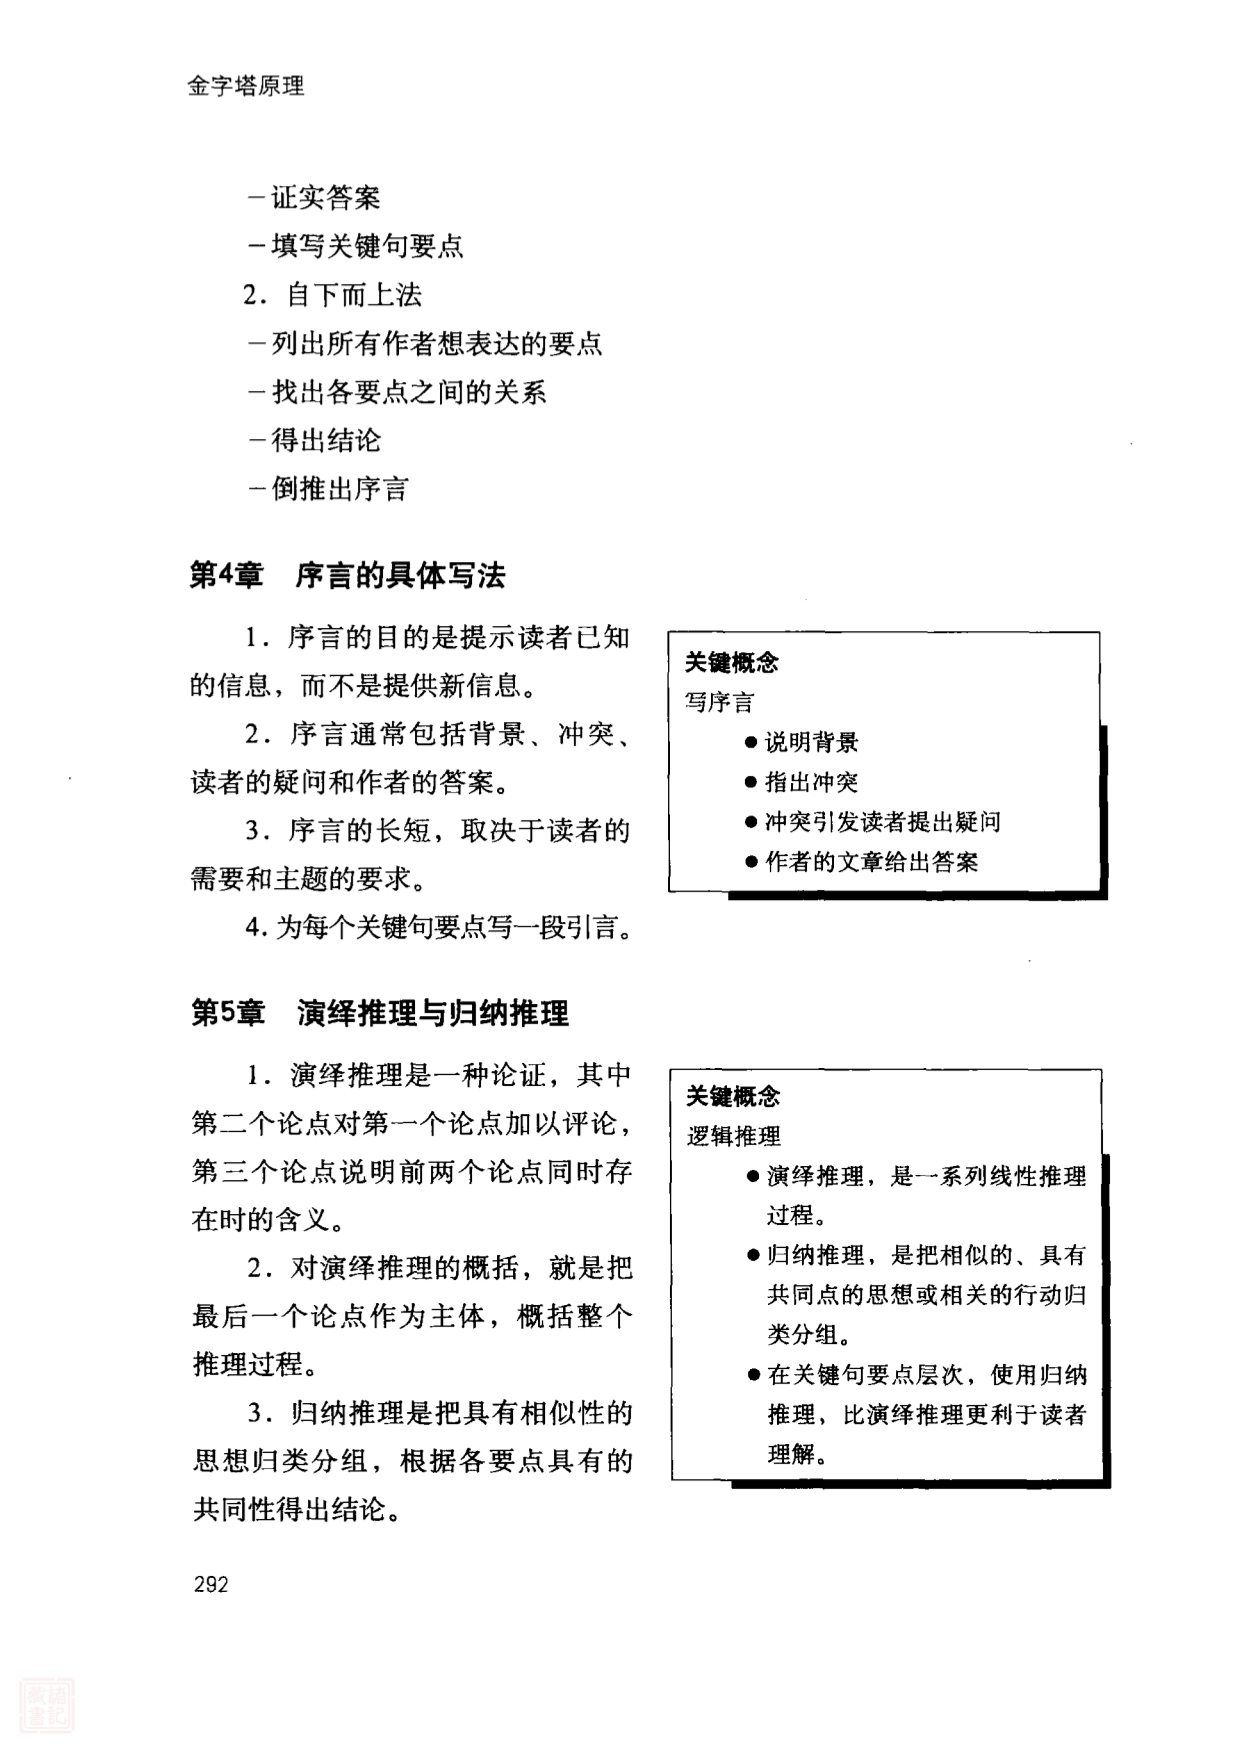 金字塔原理
－证实答案
－填写关键句要点
2．自下而上法
－列出所有作者想表达的要点
－找出各要点之间的关系
－得出结论
－倒推出序言
第4章　序言的具体写法
1．序言的目的是提示读者已知
的信息，而不是提供新信息。
2．序言通常包括背景、冲突、
读者的疑问和作者的答案。
3．序言的长短，取决于读者的
需要和主题的要求。
4. 为每个关键句要点写一段引言。
关键概念
写序言
●说明背景
●指出冲突
●冲突引发读者提出疑问
●作者的文章给出答案
第5章　演绎推理与归纳推理
1．演绎推理是一种论证，其中
第二个论点对第一个论点加以评论，
第三个论点说明前两个论点同时存
在时的含义。
2．对演绎推理的概括，就是把
最后一个论点作为主体，概括整个
推理过程。
3．归纳推理是把具有相似性的
思想归类分组，根据各要点具有的
共同性得出结论。
关键概念
逻辑推理
●演绎推理，是一系列线性推理
过程。
●归纳推理，是把相似的、具有
共同点的思想或相关的行动归
类分组。
●在关键句要点层次，使用归纳
推理，比演绎推理更利于读者
理解。
292